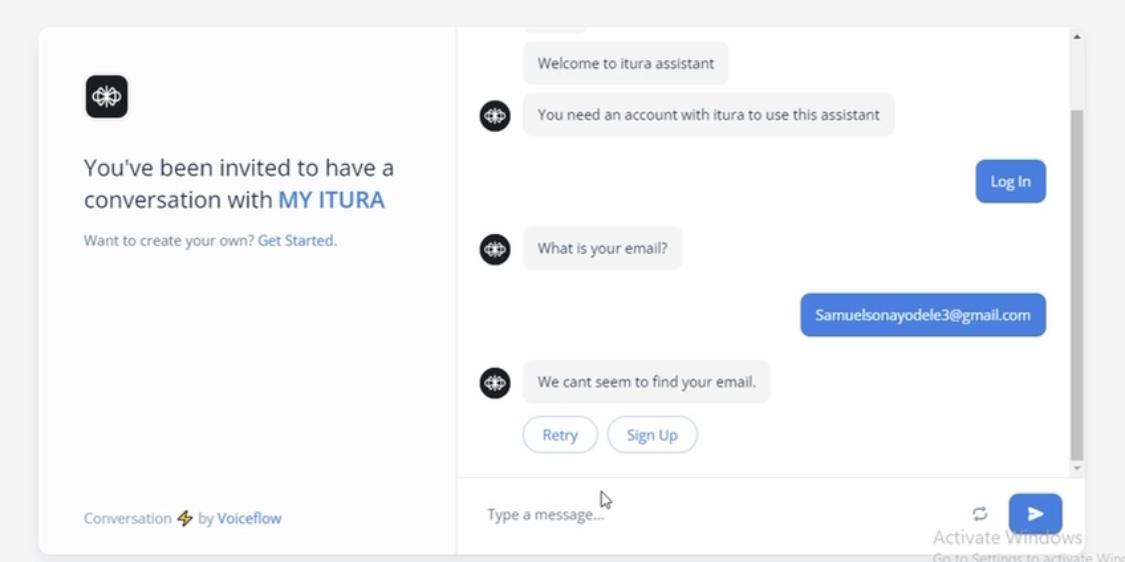 You've been invited to have a
conversation with MY ITURA
Want to create your own? Get Started.
Conversation ⚡ by Voiceflow
Welcome to itura assistant
You need an account with itura to use this assistant
Log In
What is your email?
Samuelsonayodele3@gmail.com
We cant seem to find your email.
Retry
Sign Up
Type a message...
Activate Windows
Go to Settings to activate Win